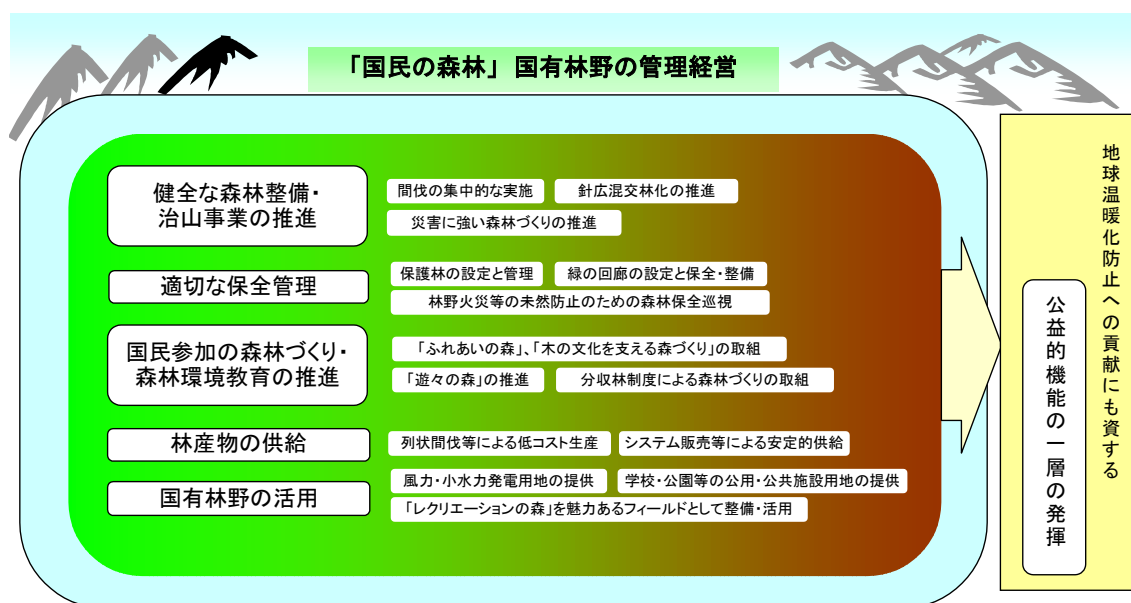 「国民の森林」 国有林野の管理経営
健全な森林整備・
治山事業の推進
間伐の集中的な実施
針広混交林化の推進
災害に強い森林づくりの推進
適切な保全管理
保護林の設定と管理
緑の回廊の設定と保全・整備
林野火災等の未然防止のための森林保全巡視
国民参加の森林づくり・
森林環境教育の推進
「ふれあいの森」、「木の文化を支える森づくり」の取組
「遊々の森」の推進
分収林制度による森林づくりの取組
林産物の供給
列状間伐等による低コスト生産
システム販売等による安定的供給
国有林野の活用
風力・小水力発電用地の提供
学校・公園等の公用・公共施設用地の提供
「レクリエーションの森」を魅力あるフィールドとして整備・活用
地球温暖化防止への貢献にも資する
公益的機能の一層の発揮